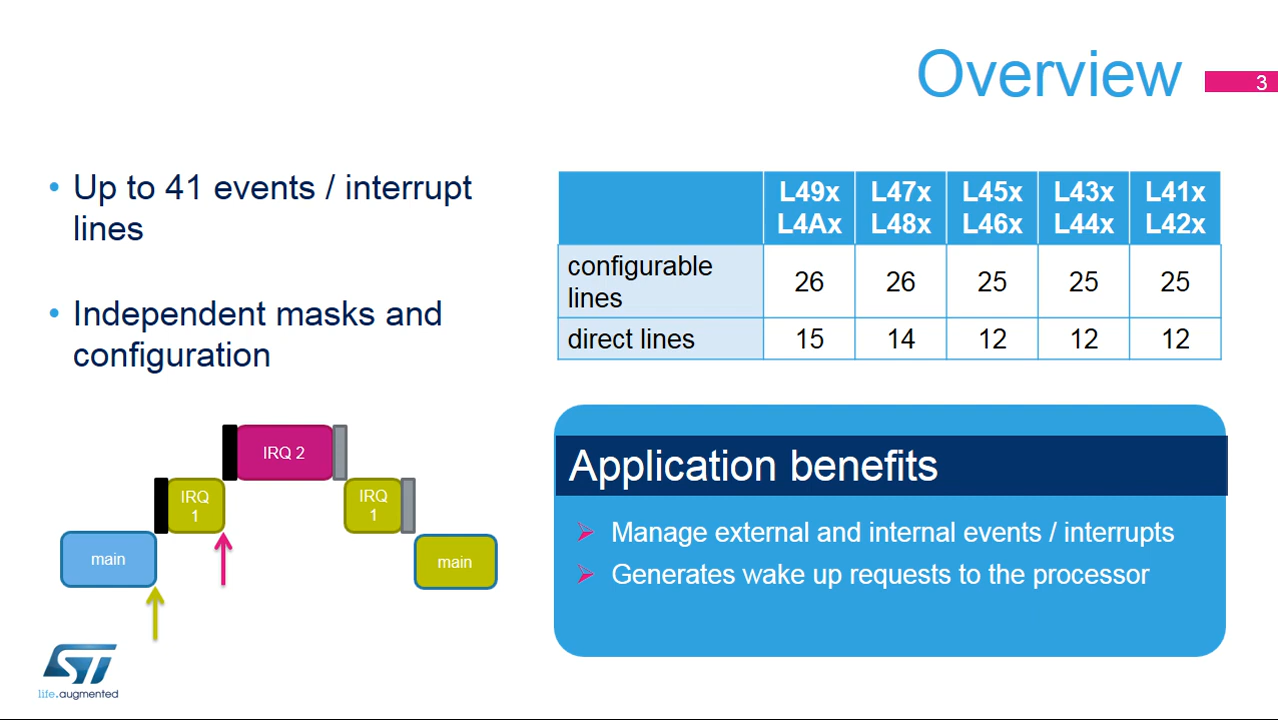 Overview
3
• Up to 41 events / interrupt
lines
• Independent masks and
configuration
L49x L47x L45x L43x L41x
L4Ax L48x L46x L44x L42x
configurable
lines 26 26 25 25 25
direct lines 15 14 12 12 12
IRQ 2
IRQ
1
IRQ
1
main
main
Application benefits
Manage external and internal events / interrupts
Generates wake up requests to the processor
ST
life.augmented